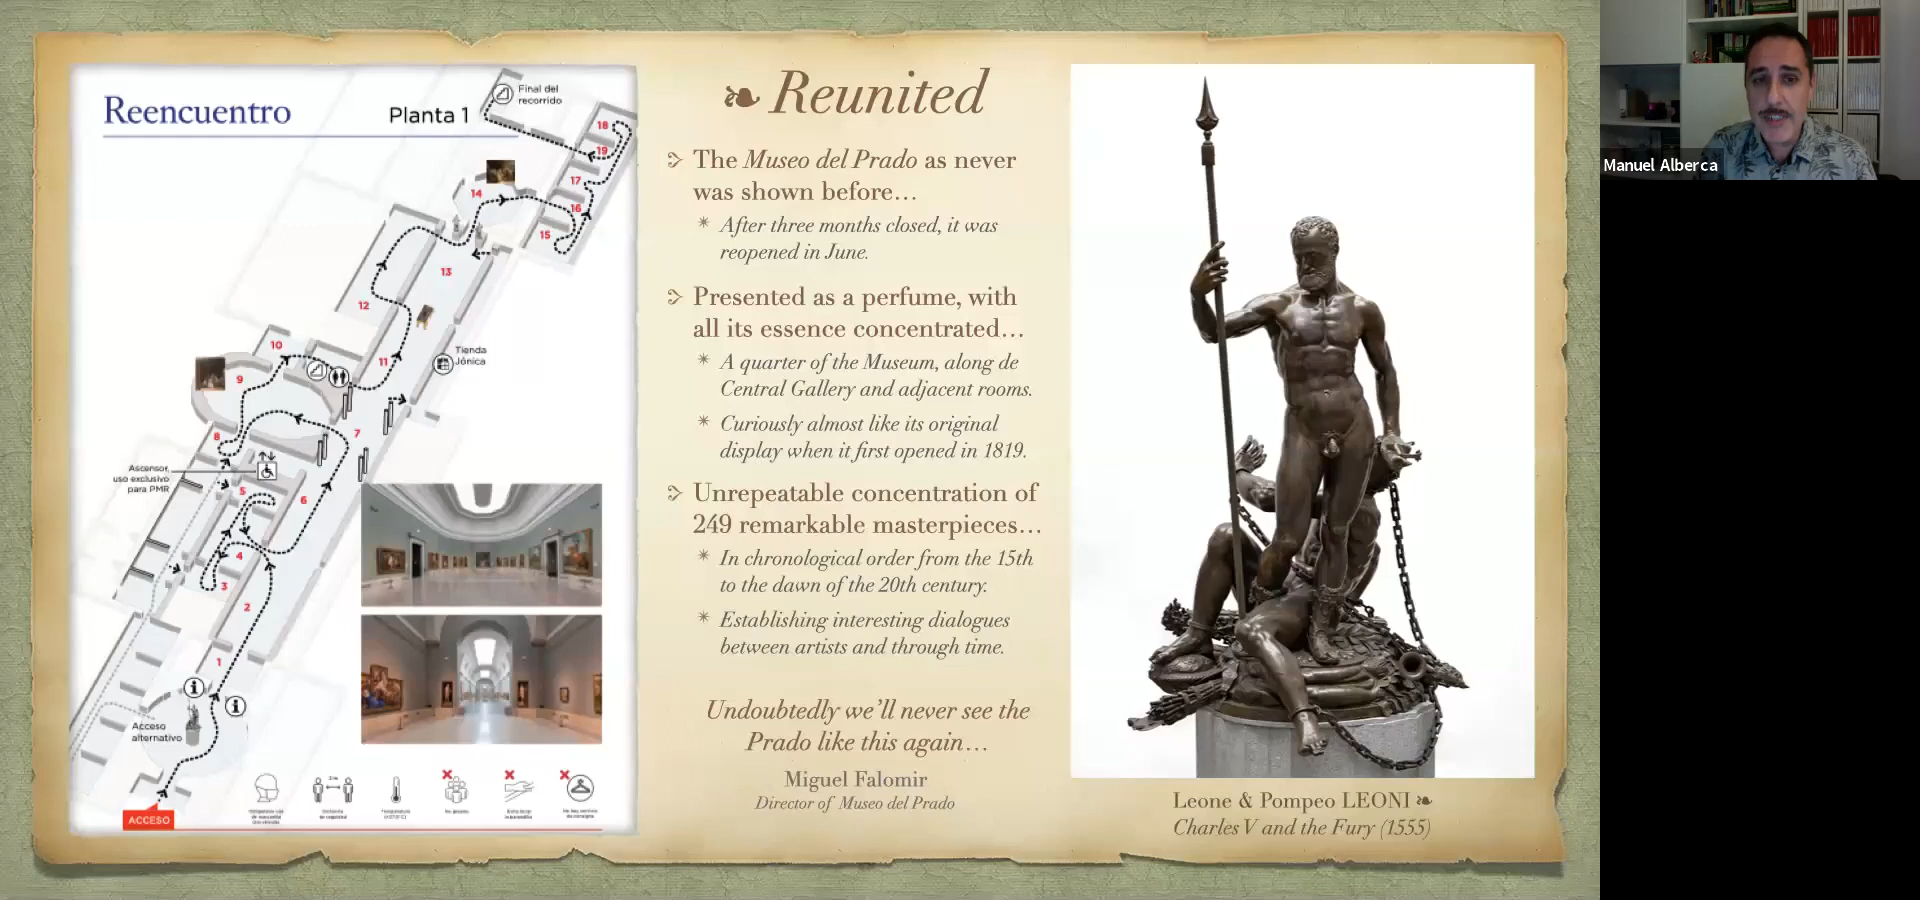 Reencuentro
Planta 1
Final del
recorrido
18
19
17
16
15
14
13
12
11
10
9
8
7
6
5
4
3
2
1
Tienda
Jónica
Ascensor,
uso exclusivo
para PMR
Acceso
alternativo
ACCESO
❧ Reunited
The Museo del Prado as never
was shown before…
After three months closed, it was
reopened in June.
Presented as a perfume, with
all its essence concentrated…
A quarter of the Museum, along de
Central Gallery and adjacent rooms.
Curiously almost like its original
display when it first opened in 1819.
Unrepeatable concentration of
249 remarkable masterpieces…
In chronological order from the 15th
to the dawn of the 20th century.
Establishing interesting dialogues
between artists and through time.
Undoubtedly we’ll never see the
Prado like this again…
Miguel Falomir
Director of Museo del Prado
Leone & Pompeo LEONI ❧
Charles V and the Fury (1555)
Manuel Alberca